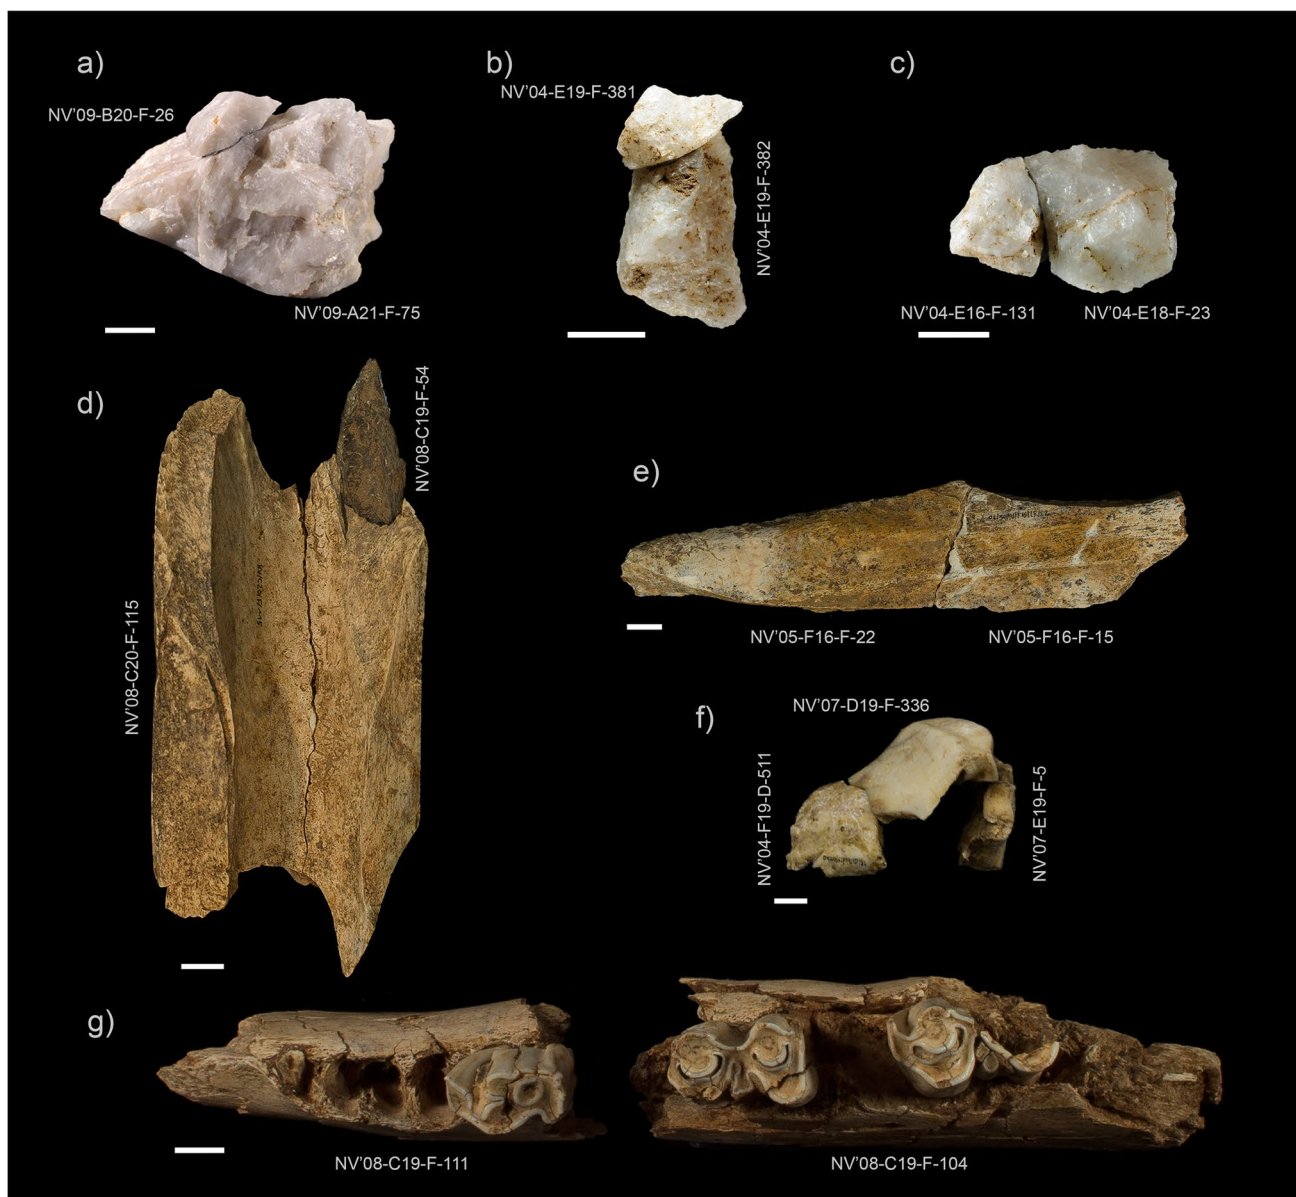 a)
NV'09-B20-F-26
NV'09-A21-F-75
b)
NV'04-E19-F-381
NV'04-E19-F-382
c)
NV'04-E16-F-131
NV'04-E18-F-23
d)
NV'08-C19-F-54
NV'08-C20-F-115
e)
NV'05-F16-F-22
NV'05-F16-F-15
f)
NV'07-D19-F-336
NV'04-F19-D-511
NV'07-E19-F-5
g)
NV'08-C19-F-111
NV'08-C19-F-104